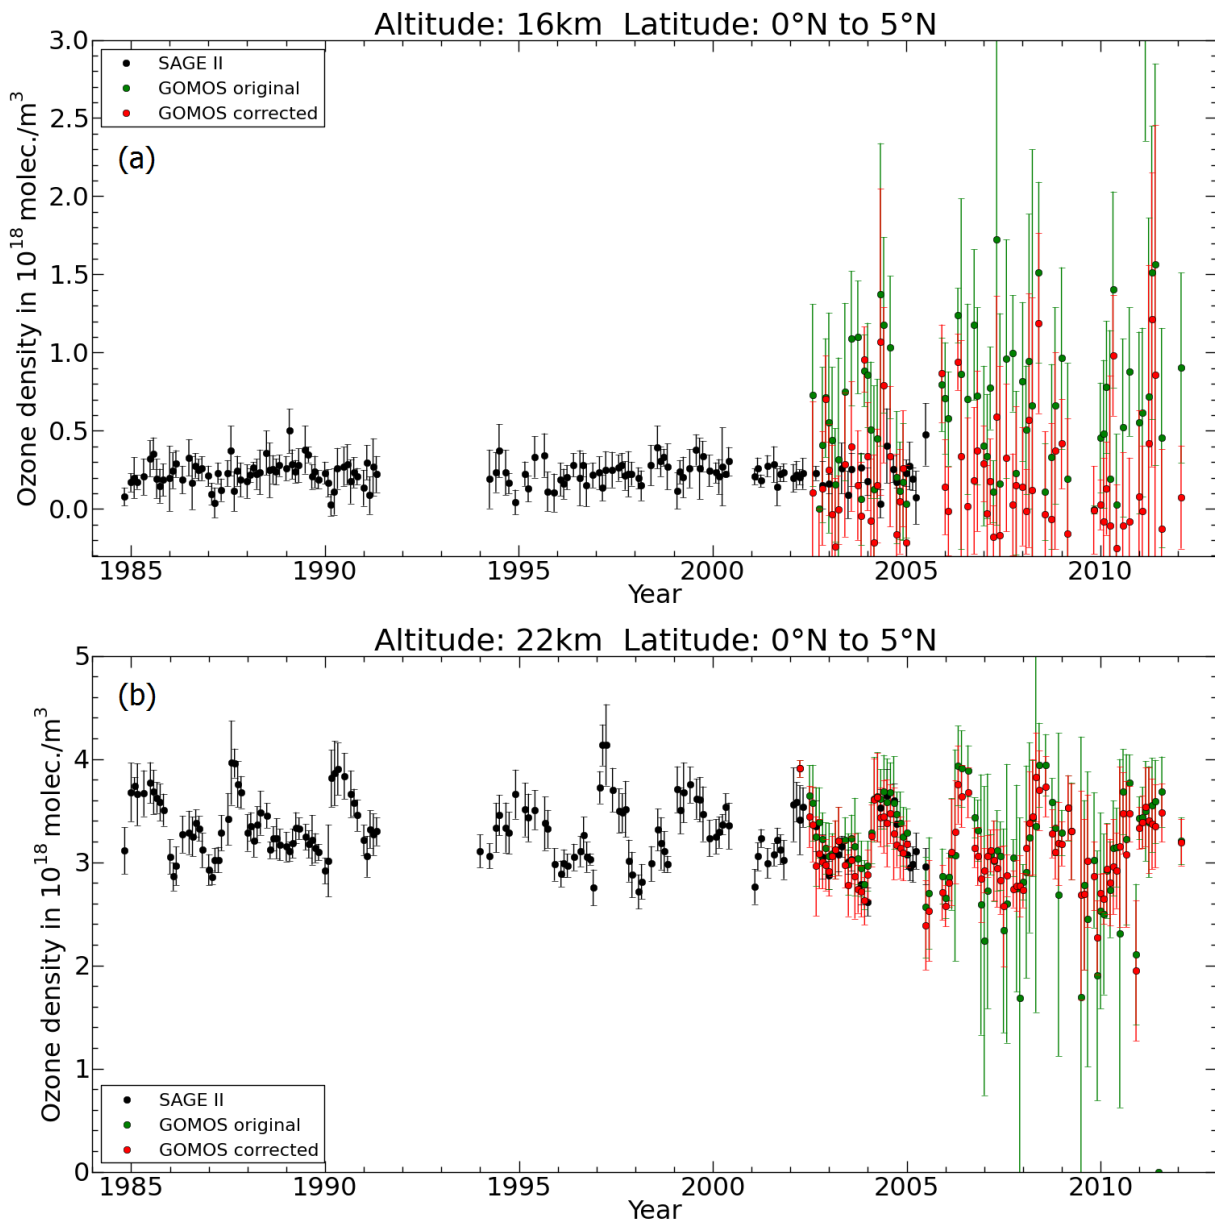 Altitude: 16km  Latitude: 0°N to 5°N
3.0
2.5
2.0
1.5
1.0
0.5
0.0
Ozone density in 10¹⁸ molec./m³
SAGE II
GOMOS original
GOMOS corrected
(a)
1985 1990 1995 2000 2005 2010
Year
Altitude: 22km  Latitude: 0°N to 5°N
5
4
3
2
1
0
Ozone density in 10¹⁸ molec./m³
(b)
SAGE II
GOMOS original
GOMOS corrected
1985 1990 1995 2000 2005 2010
Year